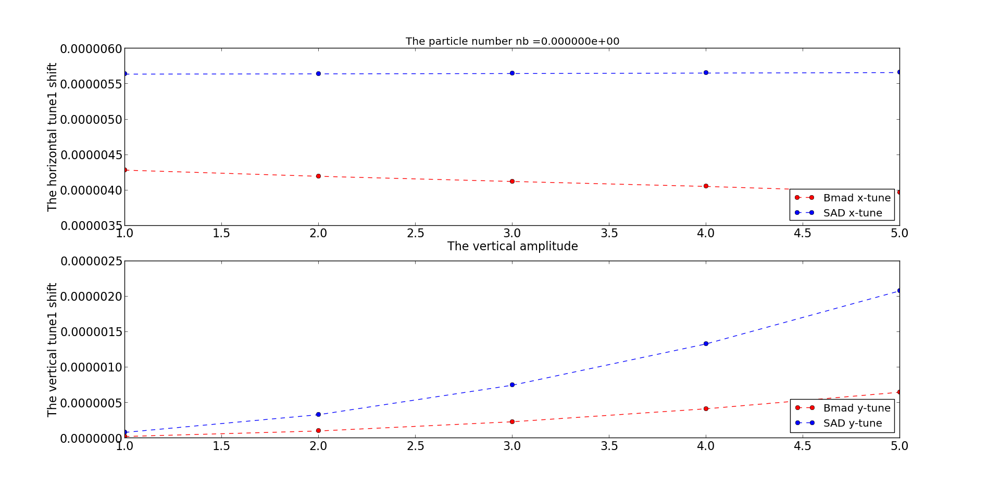 The particle number nb =0.000000e+00
The horizontal tune1 shift
0.0000060
0.0000055
0.0000050
0.0000045
0.0000040
0.0000035
Bmad x-tune
SAD x-tune
1.0 1.5 2.0 2.5 3.0 3.5 4.0 4.5 5.0
The vertical amplitude
The vertical tune1 shift
0.0000025
0.0000020
0.0000015
0.0000010
0.0000005
0.0000000
Bmad y-tune
SAD y-tune
1.0 1.5 2.0 2.5 3.0 3.5 4.0 4.5 5.0